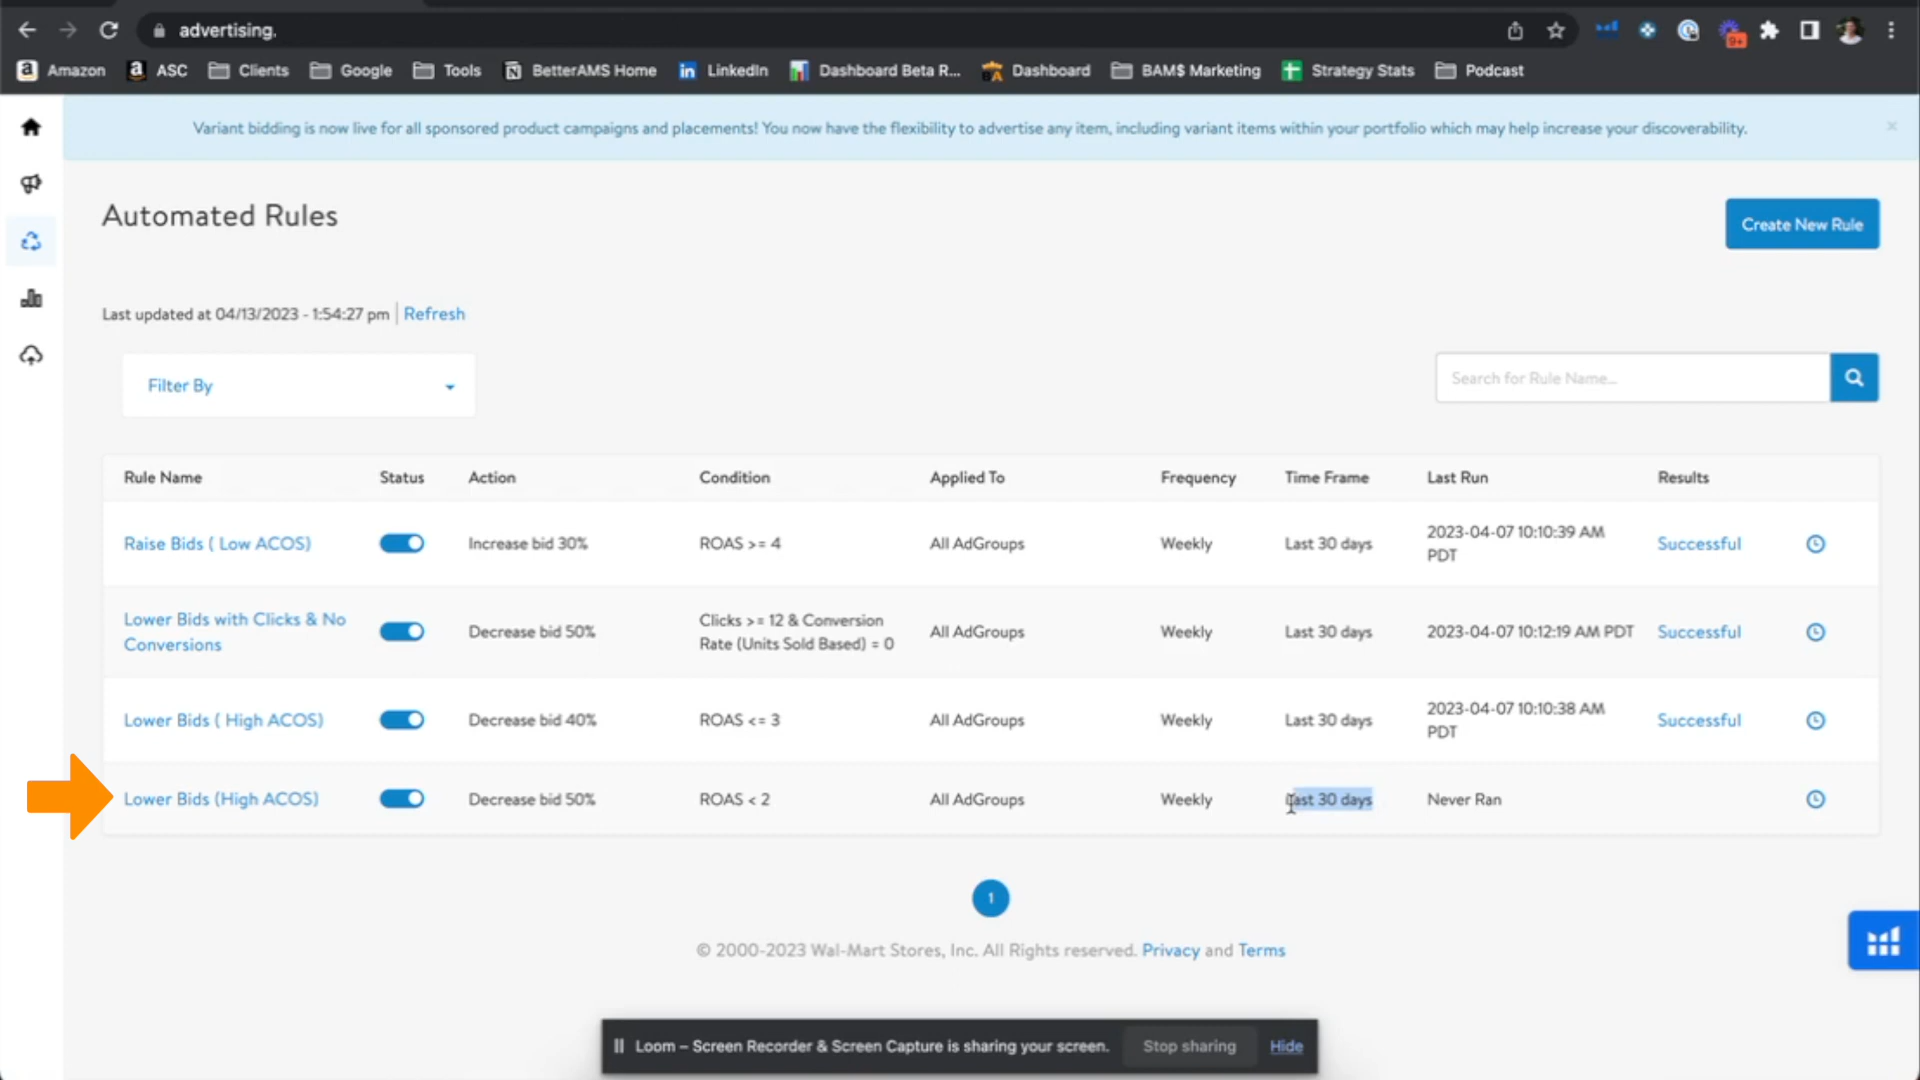 advertising.
9+
Amazon
ASC
Clients
Google
Tools
BetterAMS Home
LinkedIn
Dashboard Beta R...
Dashboard
BAM$ Marketing
Strategy Stats
Podcast
Variant bidding is now live for all sponsored product campaigns and placements! You now have the flexibility to advertise any item, including variant items within your portfolio which may help increase your discoverability.
Automated Rules
Create New Rule
Last updated at 04/13/2023 - 1:54:27 pm | Refresh
Filter By
Search for Rule Name...
Rule Name Status Action Condition Applied To Frequency Time Frame Last Run Results
Raise Bids ( Low ACOS) Increase bid 30% ROAS >= 4 All AdGroups Weekly Last 30 days 2023-04-07 10:10:39 AM PDT Successful
Lower Bids with Clicks & No Conversions Decrease bid 50% Clicks >= 12 & Conversion Rate (Units Sold Based) = 0 All AdGroups Weekly Last 30 days 2023-04-07 10:12:19 AM PDT Successful
Lower Bids ( High ACOS) Decrease bid 40% ROAS <= 3 All AdGroups Weekly Last 30 days 2023-04-07 10:10:38 AM PDT Successful
Lower Bids (High ACOS) Decrease bid 50% ROAS < 2 All AdGroups Weekly Last 30 days Never Ran
1
© 2000-2023 Wal-Mart Stores, Inc. All Rights reserved. Privacy and Terms
Loom – Screen Recorder & Screen Capture is sharing your screen.
Stop sharing
Hide